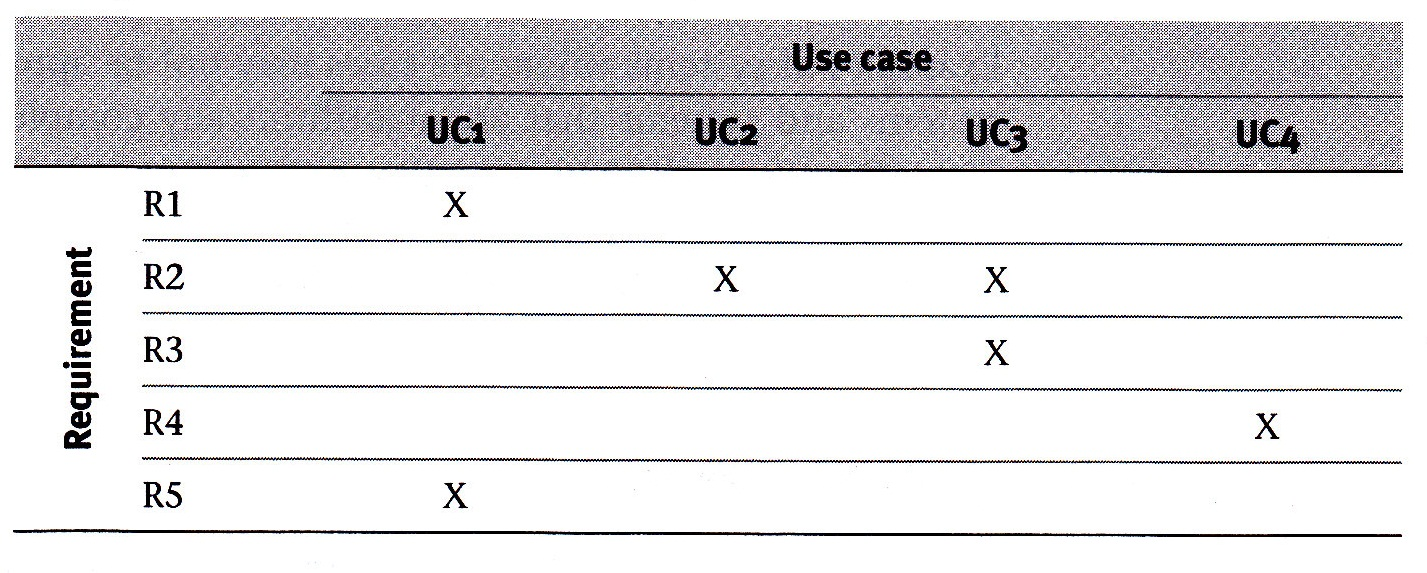 Use case
UC1 UC2 UC3 UC4
Requirement
R1 X
R2 X X
R3 X
R4 X
R5 X